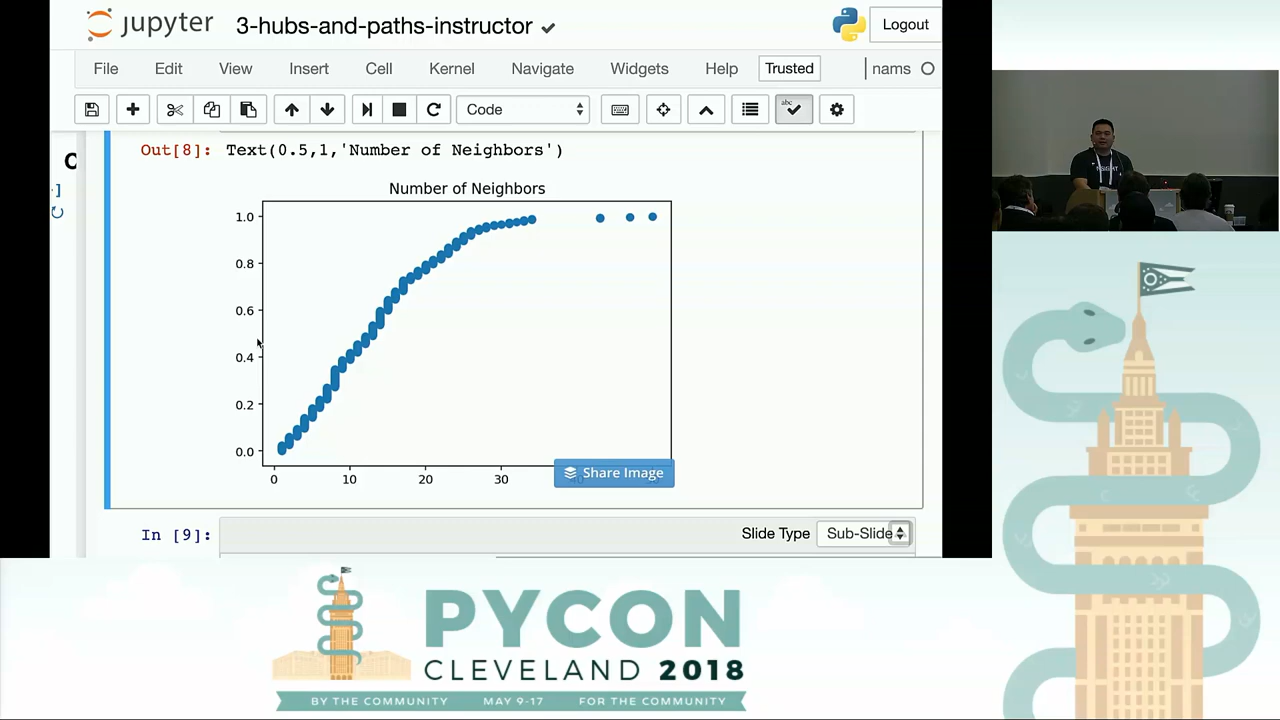 jupyter 3-hubs-and-paths-instructor Logout
File Edit View Insert Cell Kernel Navigate Widgets Help Trusted nams
Code abc
Out[8]: Text(0.5,1,'Number of Neighbors')
Number of Neighbors
1.0
0.8
0.6
0.4
0.2
0.0
0 10 20 30
Share Image
In [9]: Slide Type Sub-Slide
PYCON
CLEVELAND 2018
BY THE COMMUNITY MAY 9-17 FOR THE COMMUNITY